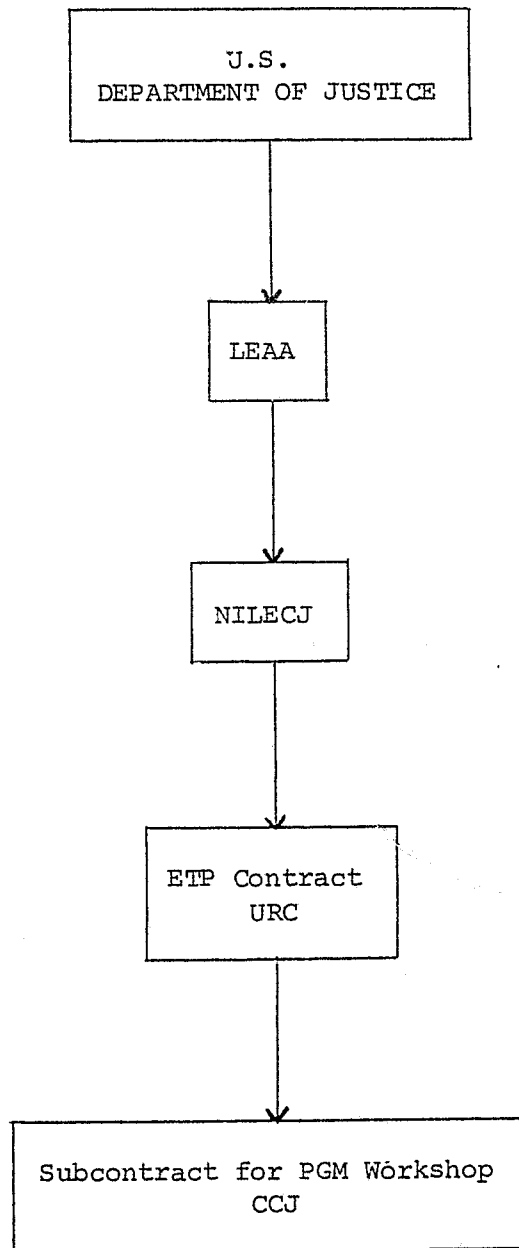 U.S.
DEPARTMENT OF JUSTICE
LEAA
NILECJ
ETP Contract
URC
Subcontract for PGM Workshop
CCJ